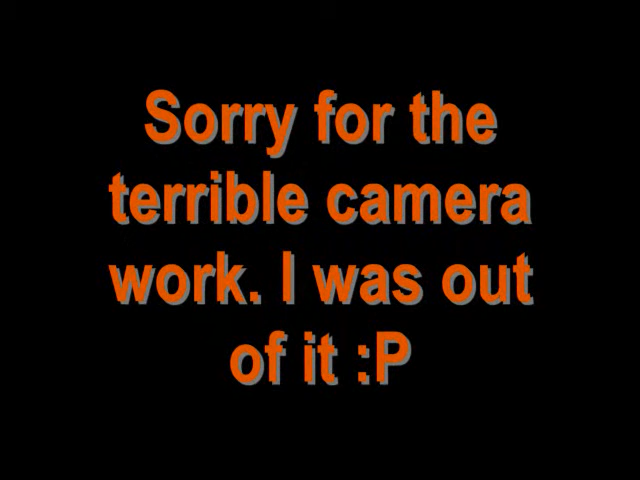 Sorry for the
terrible camera
work. I was out
of it :P